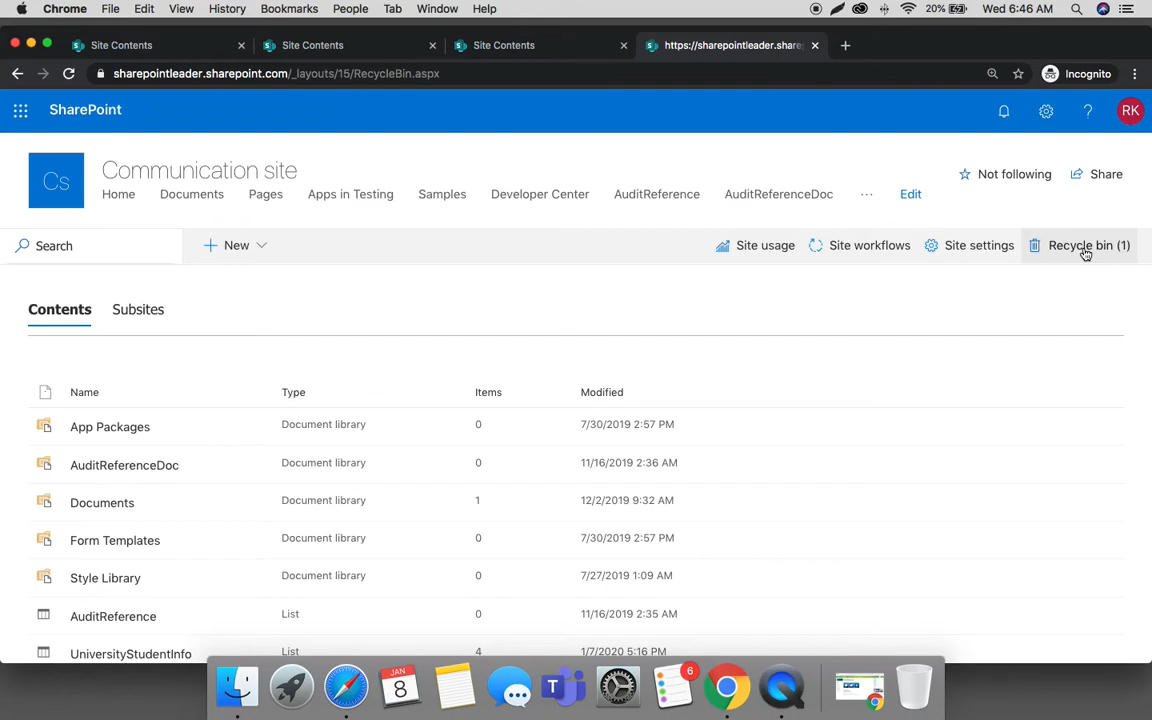 Chrome File Edit View History Bookmarks People Tab Window Help 20% Wed 6:46 AM
Site Contents Site Contents Site Contents https://sharepointleader.share
sharepointleader.sharepoint.com/_layouts/15/RecycleBin.aspx Incognito
SharePoint RK
Cs
Communication site
Not following Share
Home Documents Pages Apps in Testing Samples Developer Center AuditReference AuditReferenceDoc ... Edit
Search New Site usage Site workflows Site settings Recycle bin (1)
Contents Subsites
Name Type Items Modified
App Packages Document library 0 7/30/2019 2:57 PM
AuditReferenceDoc Document library 0 11/16/2019 2:36 AM
Documents Document library 1 12/2/2019 9:32 AM
Form Templates Document library 0 7/30/2019 2:57 PM
Style Library Document library 0 7/27/2019 1:09 AM
AuditReference List 0 11/16/2019 2:35 AM
UniversityStudentInfo List 4 1/7/2020 5:16 PM
JAN
8
T
6